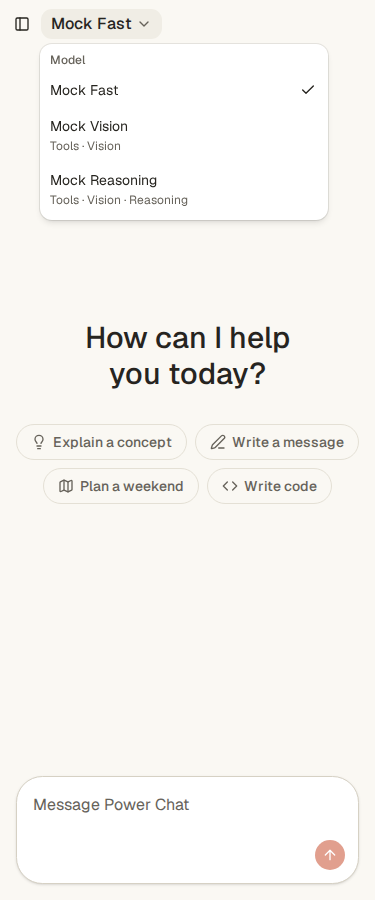 Mock Fast
Model
Mock Fast
Mock Vision
Tools · Vision
Mock Reasoning
Tools · Vision · Reasoning
How can I help
you today?
Explain a concept
Write a message
Plan a weekend
Write code
Message Power Chat